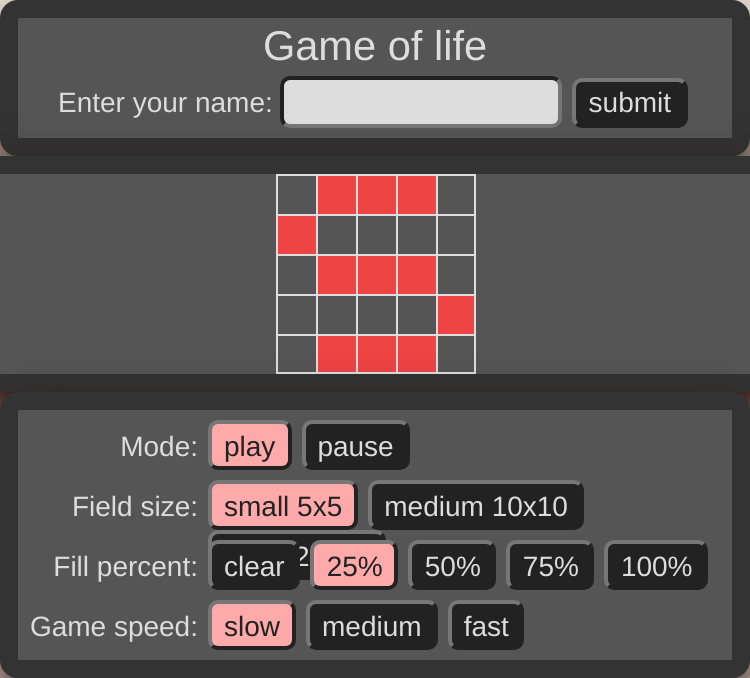 Game of life
Enter your name: submit
Mode: play pause
Field size: small 5x5 medium 10x10
Fill percent: clear 25% 50% 75% 100%
Game speed: slow medium fast